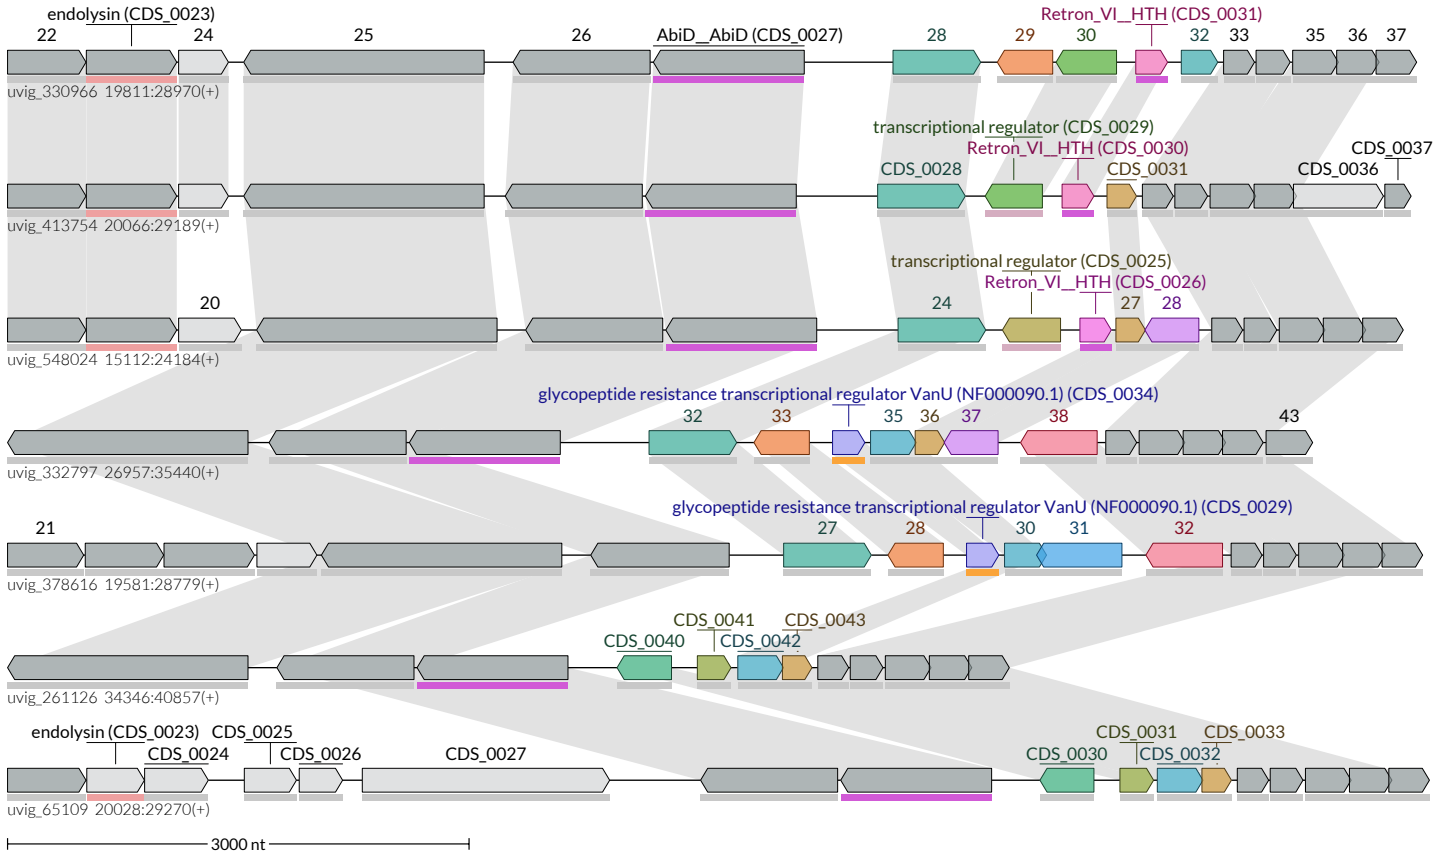 endolysin (CDS_0023) Retron_VI__HTH (CDS_0031)
22 24 25 26 AbiD__AbiD (CDS_0027) 28 29 30 32 33 35 36 37
uvig_330966 19811:28970(+)
transcriptional regulator (CDS_0029)
Retron_VI__HTH (CDS_0030) CDS_0037
CDS_0028 CDS_0031 CDS_0036
uvig_413754 20066:29189(+)
transcriptional regulator (CDS_0025)
Retron_VI__HTH (CDS_0026)
20 24 27 28
uvig_548024 15112:24184(+)
glycopeptide resistance transcriptional regulator VanU (NF000090.1) (CDS_0034)
32 33 35 36 37 38 43
uvig_332797 26957:35440(+)
glycopeptide resistance transcriptional regulator VanU (NF000090.1) (CDS_0029)
21 27 28 30 31 32
uvig_378616 19581:28779(+)
CDS_0041 CDS_0043
CDS_0040 CDS_0042
uvig_261126 34346:40857(+)
endolysin (CDS_0023) CDS_0025 CDS_0031 CDS_0033
CDS_0024 CDS_0026 CDS_0027 CDS_0030 CDS_0032
uvig_65109 20028:29270(+)
3000 nt